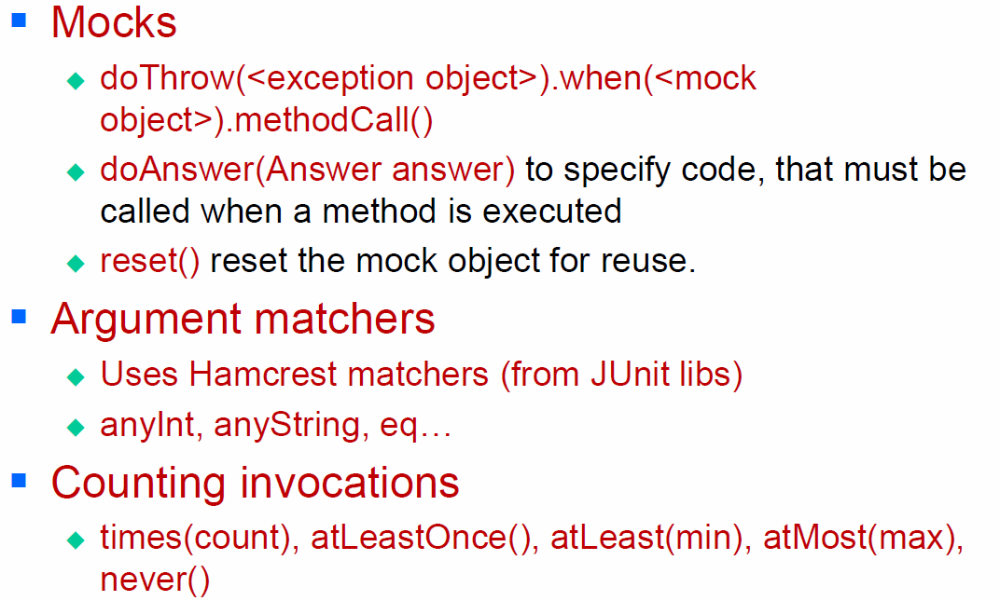 Mocks
doThrow(<exception object>).when(<mock
object>).methodCall()
doAnswer(Answer answer) to specify code, that must be
called when a method is executed
reset() reset the mock object for reuse.
Argument matchers
Uses Hamcrest matchers (from JUnit libs)
anyInt, anyString, eq…
Counting invocations
times(count), atLeastOnce(), atLeast(min), atMost(max),
never()